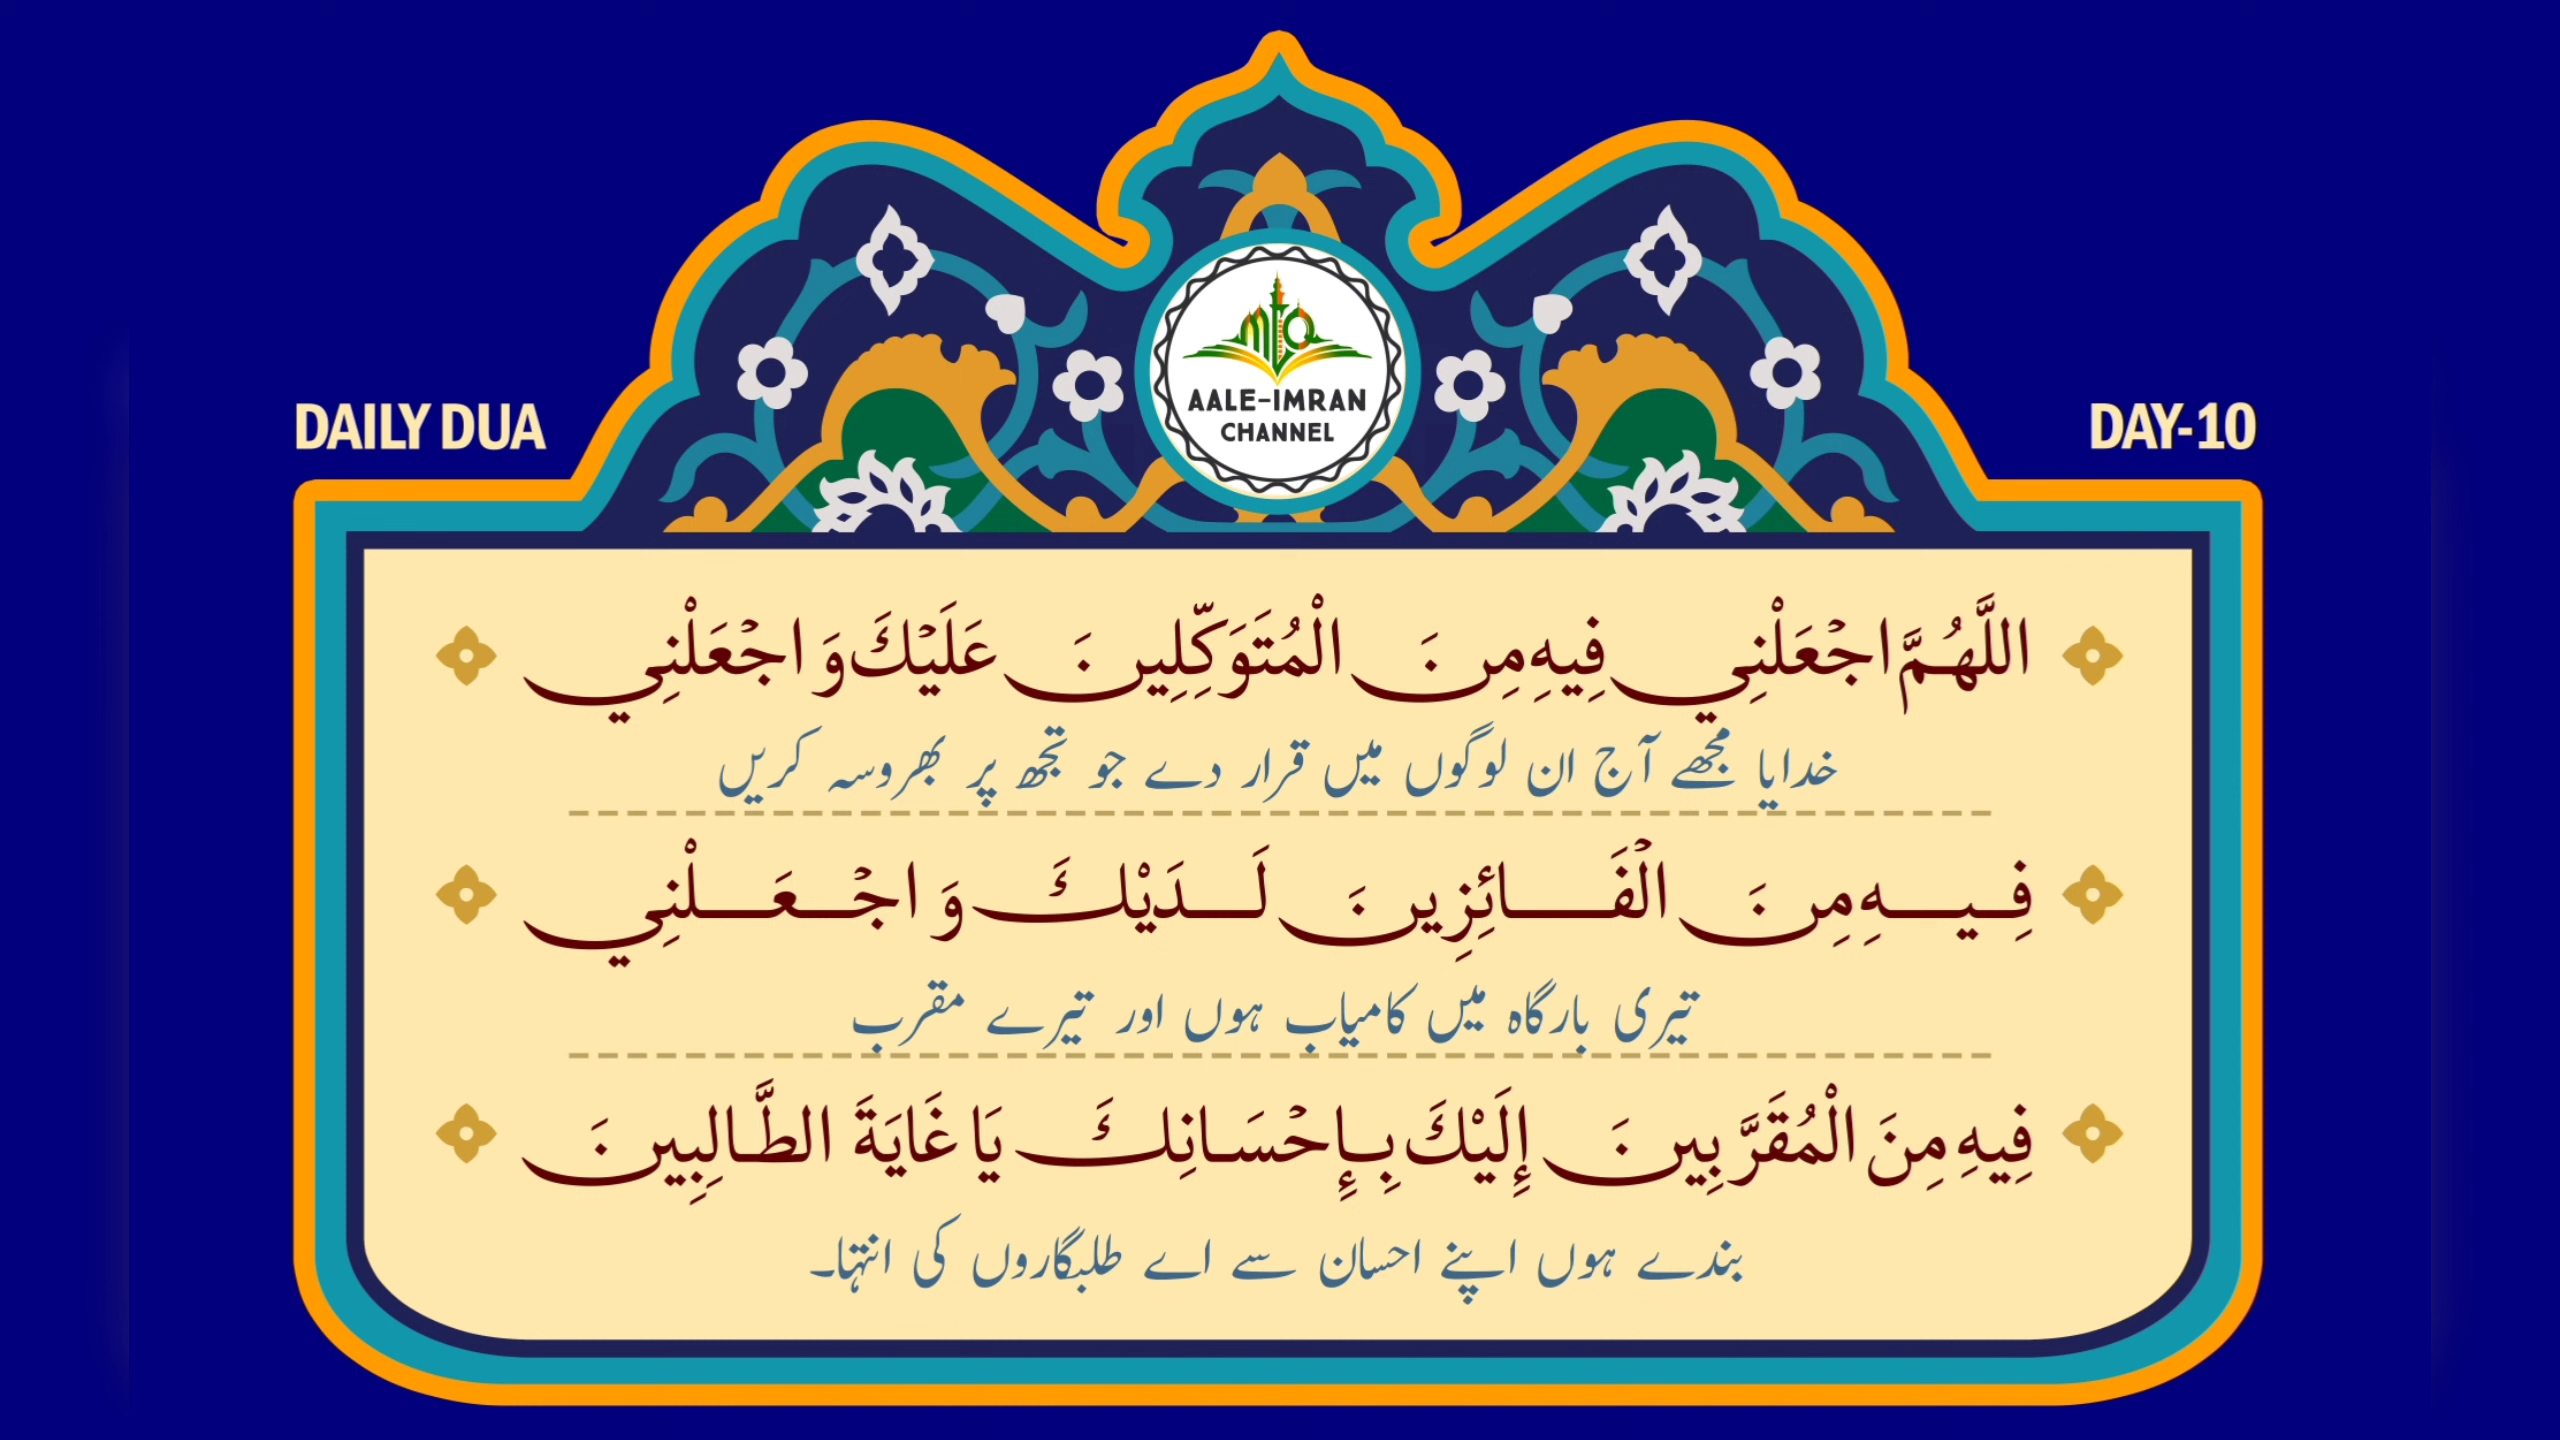 AALE-IMRAN
CHANNEL
DAILY DUA
DAY-10
اللَّهُمَّ اجْعَلْنِي فِيهِ مِنَ الْمُتَوَكِّلِينَ عَلَيْكَ وَ اجْعَلْنِي
خدایا مجھے آج ان لوگوں میں قرار دے جو تجھ پر بھروسہ کریں
فِيهِ مِنَ الْفَائِزِينَ لَدَيْكَ وَ اجْعَلْنِي
تیری بارگاہ میں کامیاب ہوں اور تیرے مقرب
فِيهِ مِنَ الْمُقَرَّبِينَ إِلَيْكَ بِإِحْسَانِكَ يَا غَايَةَ الطَّالِبِينَ
بندے ہوں اپنے احسان سے اے طلبگاروں کی انتہا۔